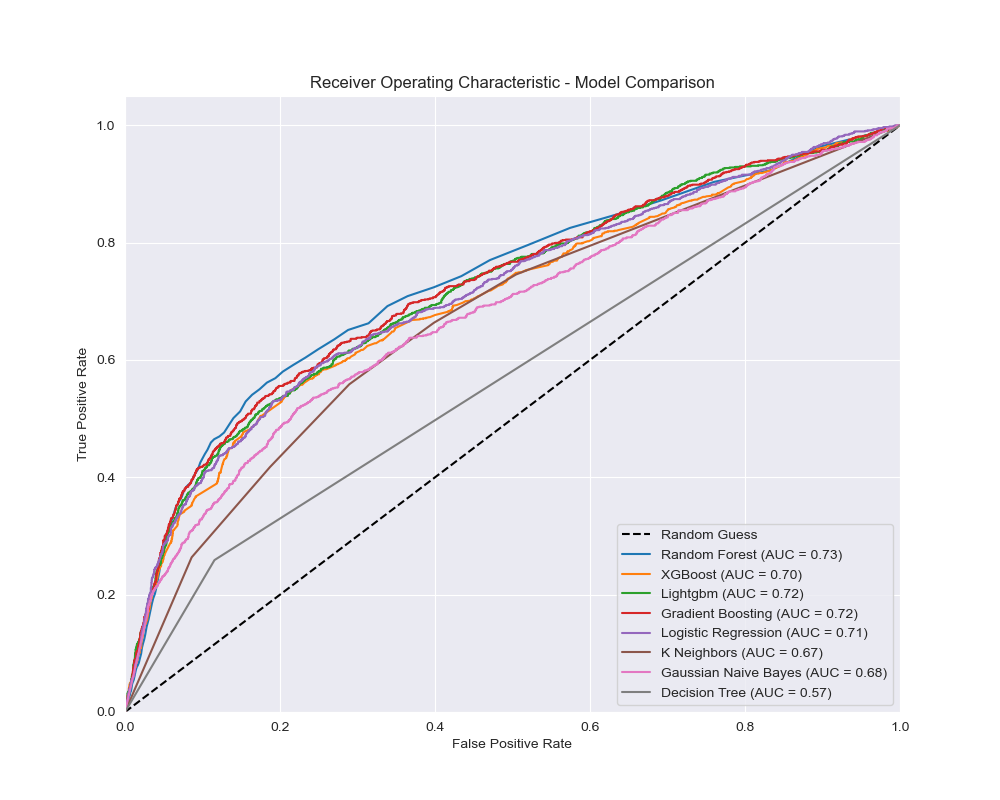 Receiver Operating Characteristic - Model Comparison
True Positive Rate
1.0
0.8
0.6
0.4
0.2
0.0
0.0 0.2 0.4 0.6 0.8 1.0
False Positive Rate
Random Guess
Random Forest (AUC = 0.73)
XGBoost (AUC = 0.70)
Lightgbm (AUC = 0.72)
Gradient Boosting (AUC = 0.72)
Logistic Regression (AUC = 0.71)
K Neighbors (AUC = 0.67)
Gaussian Naive Bayes (AUC = 0.68)
Decision Tree (AUC = 0.57)